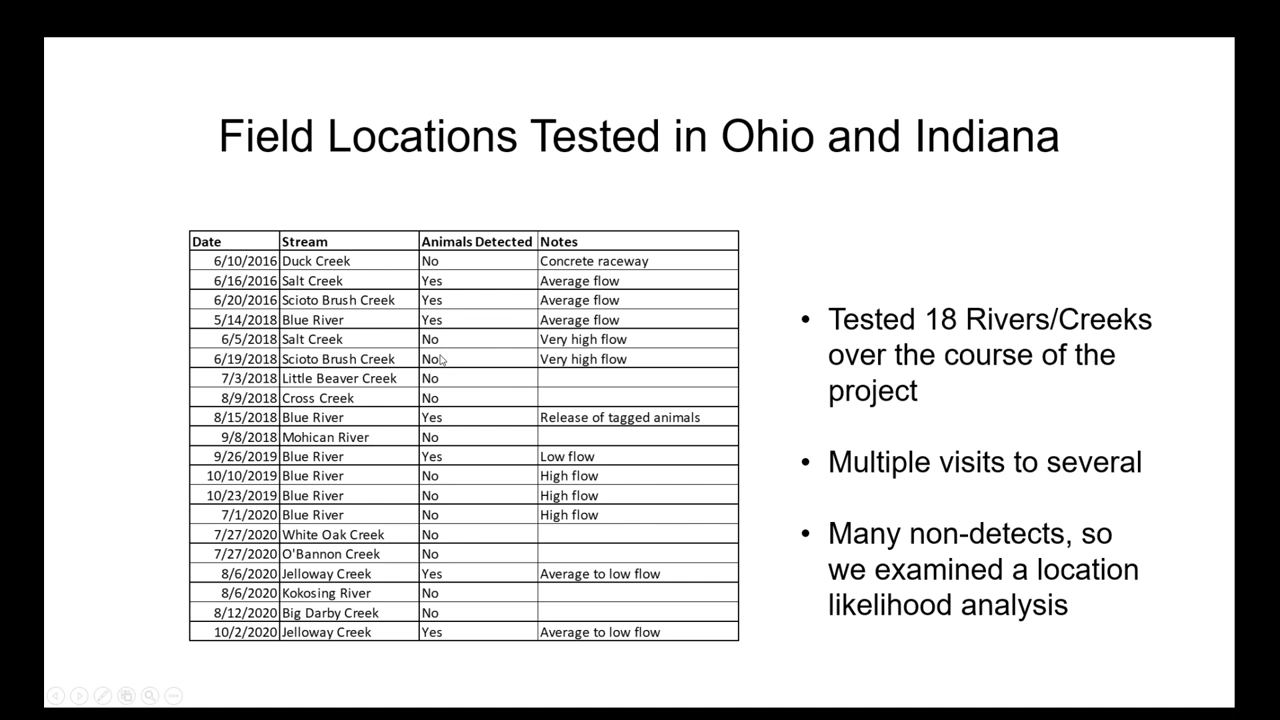 Field Locations Tested in Ohio and Indiana
Date Stream Animals Detected Notes
6/10/2016 Duck Creek No Concrete raceway
6/16/2016 Salt Creek Yes Average flow
6/20/2016 Scioto Brush Creek Yes Average flow
5/14/2018 Blue River Yes Average flow
6/5/2018 Salt Creek No Very high flow
6/19/2018 Scioto Brush Creek No Very high flow
7/3/2018 Little Beaver Creek No
8/9/2018 Cross Creek No
8/15/2018 Blue River Yes Release of tagged animals
9/8/2018 Mohican River No
9/26/2019 Blue River Yes Low flow
10/10/2019 Blue River No High flow
10/23/2019 Blue River No High flow
7/1/2020 Blue River No High flow
7/27/2020 White Oak Creek No
7/27/2020 O'Bannon Creek No
8/6/2020 Jelloway Creek Yes Average to low flow
8/6/2020 Kokosing River No
8/12/2020 Big Darby Creek No
10/2/2020 Jelloway Creek Yes Average to low flow
• Tested 18 Rivers/Creeks
over the course of the
project
• Multiple visits to several
• Many non-detects, so
we examined a location
likelihood analysis